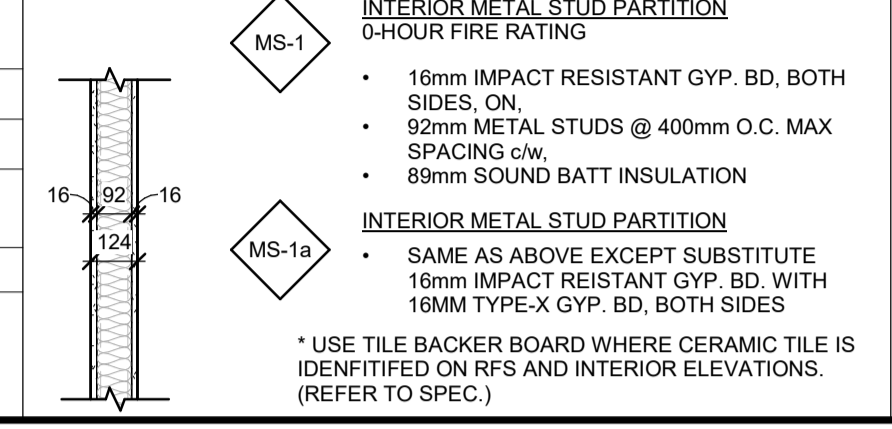 INTERIOR METAL STUD PARTITION
MS-1
0-HOUR FIRE RATING
• 16mm IMPACT RESISTANT GYP. BD, BOTH
SIDES, ON,
• 92mm METAL STUDS @ 400mm O.C. MAX
SPACING c/w,
• 89mm SOUND BATT INSULATION
16 92 16
124
INTERIOR METAL STUD PARTITION
MS-1a
• SAME AS ABOVE EXCEPT SUBSTITUTE
16mm IMPACT REISTANT GYP. BD. WITH
16MM TYPE-X GYP. BD, BOTH SIDES
* USE TILE BACKER BOARD WHERE CERAMIC TILE IS
IDENFITIFED ON RFS AND INTERIOR ELEVATIONS.
(REFER TO SPEC.)